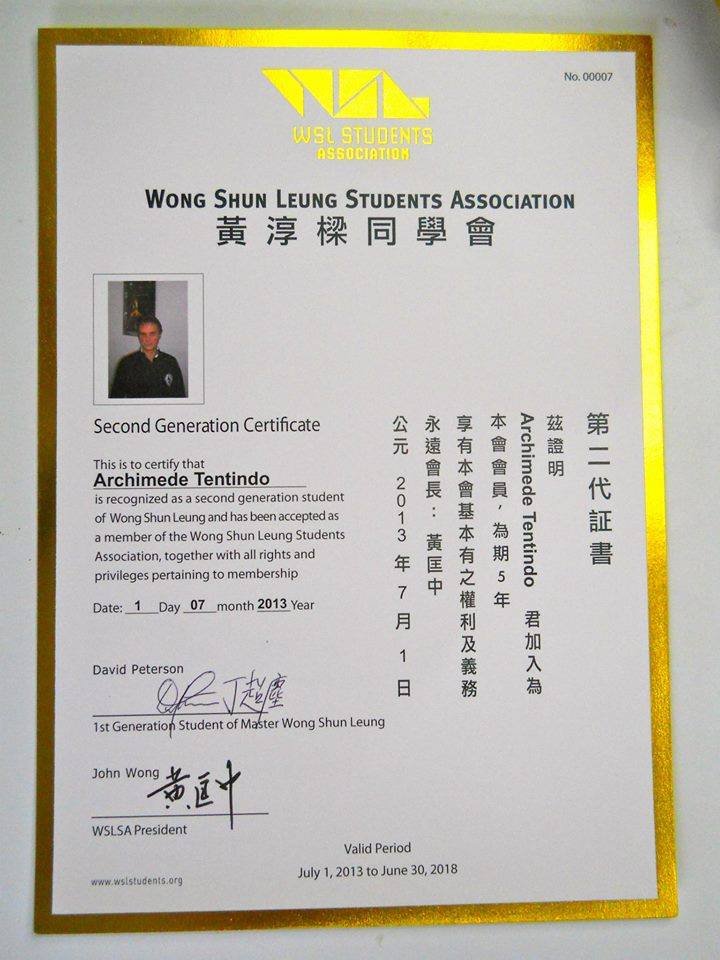 No. 00007
WSL STUDENTS
ASSOCIATION
WONG SHUN LEUNG STUDENTS ASSOCIATION
黃淳樑同學會
Second Generation Certificate
This is to certify that
Archimede Tentindo
is recognized as a second generation student
of Wong Shun Leung and has been accepted as
a member of the Wong Shun Leung Students
Association, together with all rights and
privileges pertaining to membership
Date: 1 Day 07 month 2013 Year
第二代証書
茲證明
Archimede Tentindo 君加入為
本會會員，為期5年
享有本會基本有之權利及義務
永遠會長：黃匡中
公元 2013 年 7 月 1 日
David Peterson
丁超塵
1st Generation Student of Master Wong Shun Leung
John Wong
黃匡中
WSLSA President
Valid Period
July 1, 2013 to June 30, 2018
www.wslstudents.org